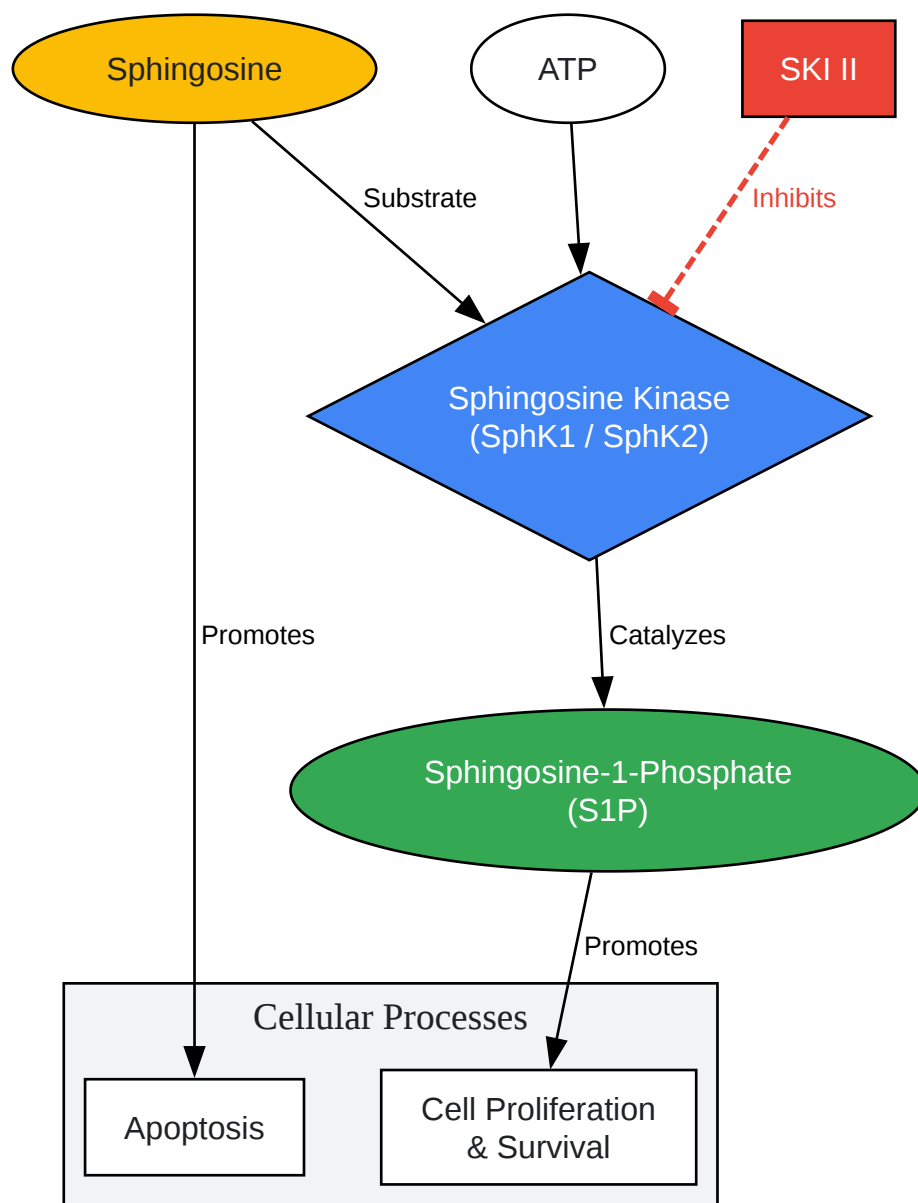 Sphingosine
ATP
SKI II
Substrate
Inhibits
Sphingosine Kinase
(SphK1 / SphK2)
Promotes
Catalyzes
Sphingosine-1-Phosphate
(S1P)
Promotes
Cellular Processes
Apoptosis
Cell Proliferation
& Survival